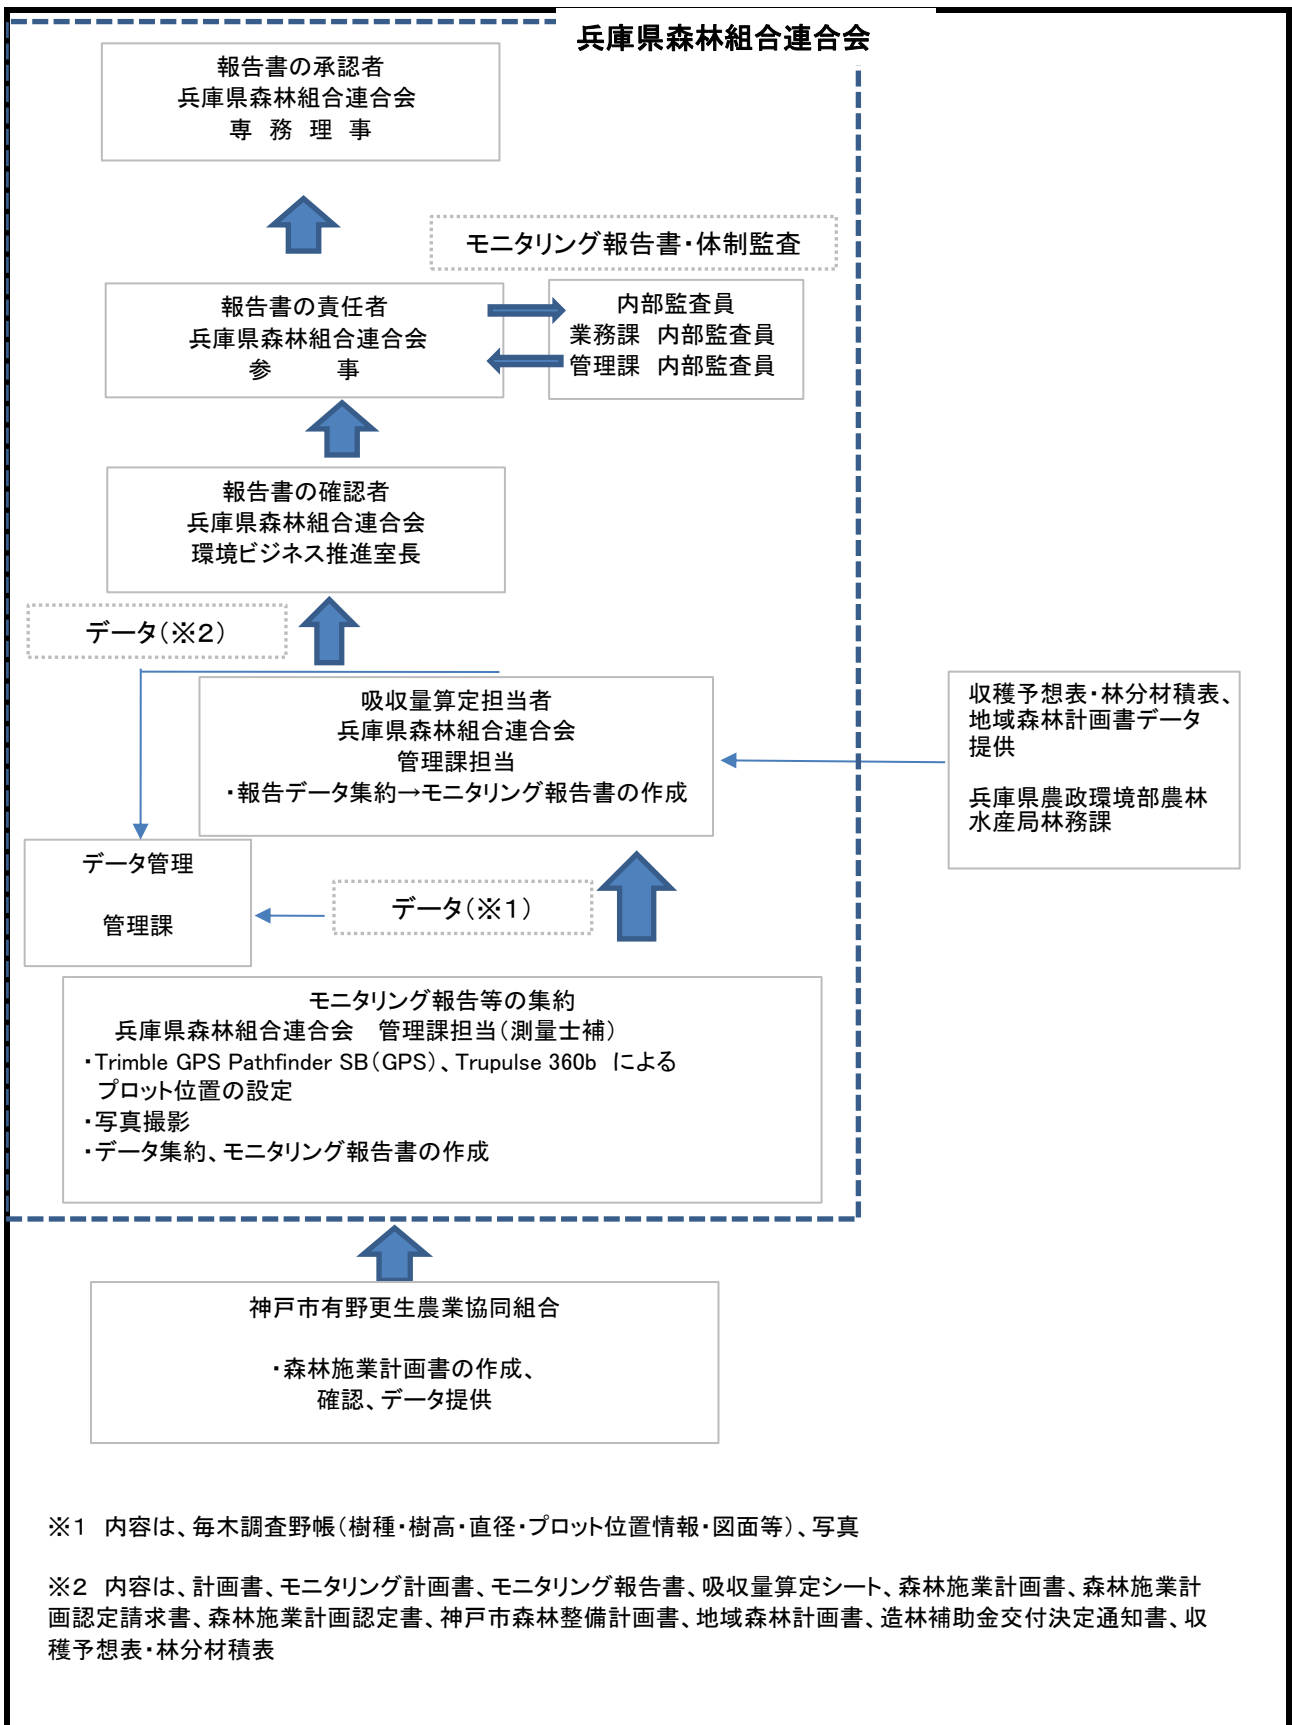 兵庫県森林組合連合会
報告書の承認者
兵庫県森林組合連合会
専　務　理　事
モニタリング報告書・体制監査
報告書の責任者
兵庫県森林組合連合会
参　　　事
内部監査員
業務課　内部監査員
管理課　内部監査員
報告書の確認者
兵庫県森林組合連合会
環境ビジネス推進室長
データ（※２）
吸収量算定担当者
兵庫県森林組合連合会
管理課担当
・報告データ集約→モニタリング報告書の作成
収穫予想表・林分材積表、
地域森林計画書データ
提供
兵庫県農政環境部農林
水産局林務課
データ管理
管理課
データ（※１）
モニタリング報告等の集約
兵庫県森林組合連合会　管理課担当（測量士補）
・Trimble GPS Pathfinder SB（GPS）、Trupulse 360b による
プロット位置の設定
・写真撮影
・データ集約、モニタリング報告書の作成
神戸市有野更生農業協同組合
・森林施業計画書の作成、
確認、データ提供
※１　内容は、毎木調査野帳（樹種・樹高・直径・プロット位置情報・図面等）、写真
※２　内容は、計画書、モニタリング計画書、モニタリング報告書、吸収量算定シート、森林施業計画書、森林施業計
画認定請求書、森林施業計画認定書、神戸市森林整備計画書、地域森林計画書、造林補助金交付決定通知書、収
穫予想表・林分材積表